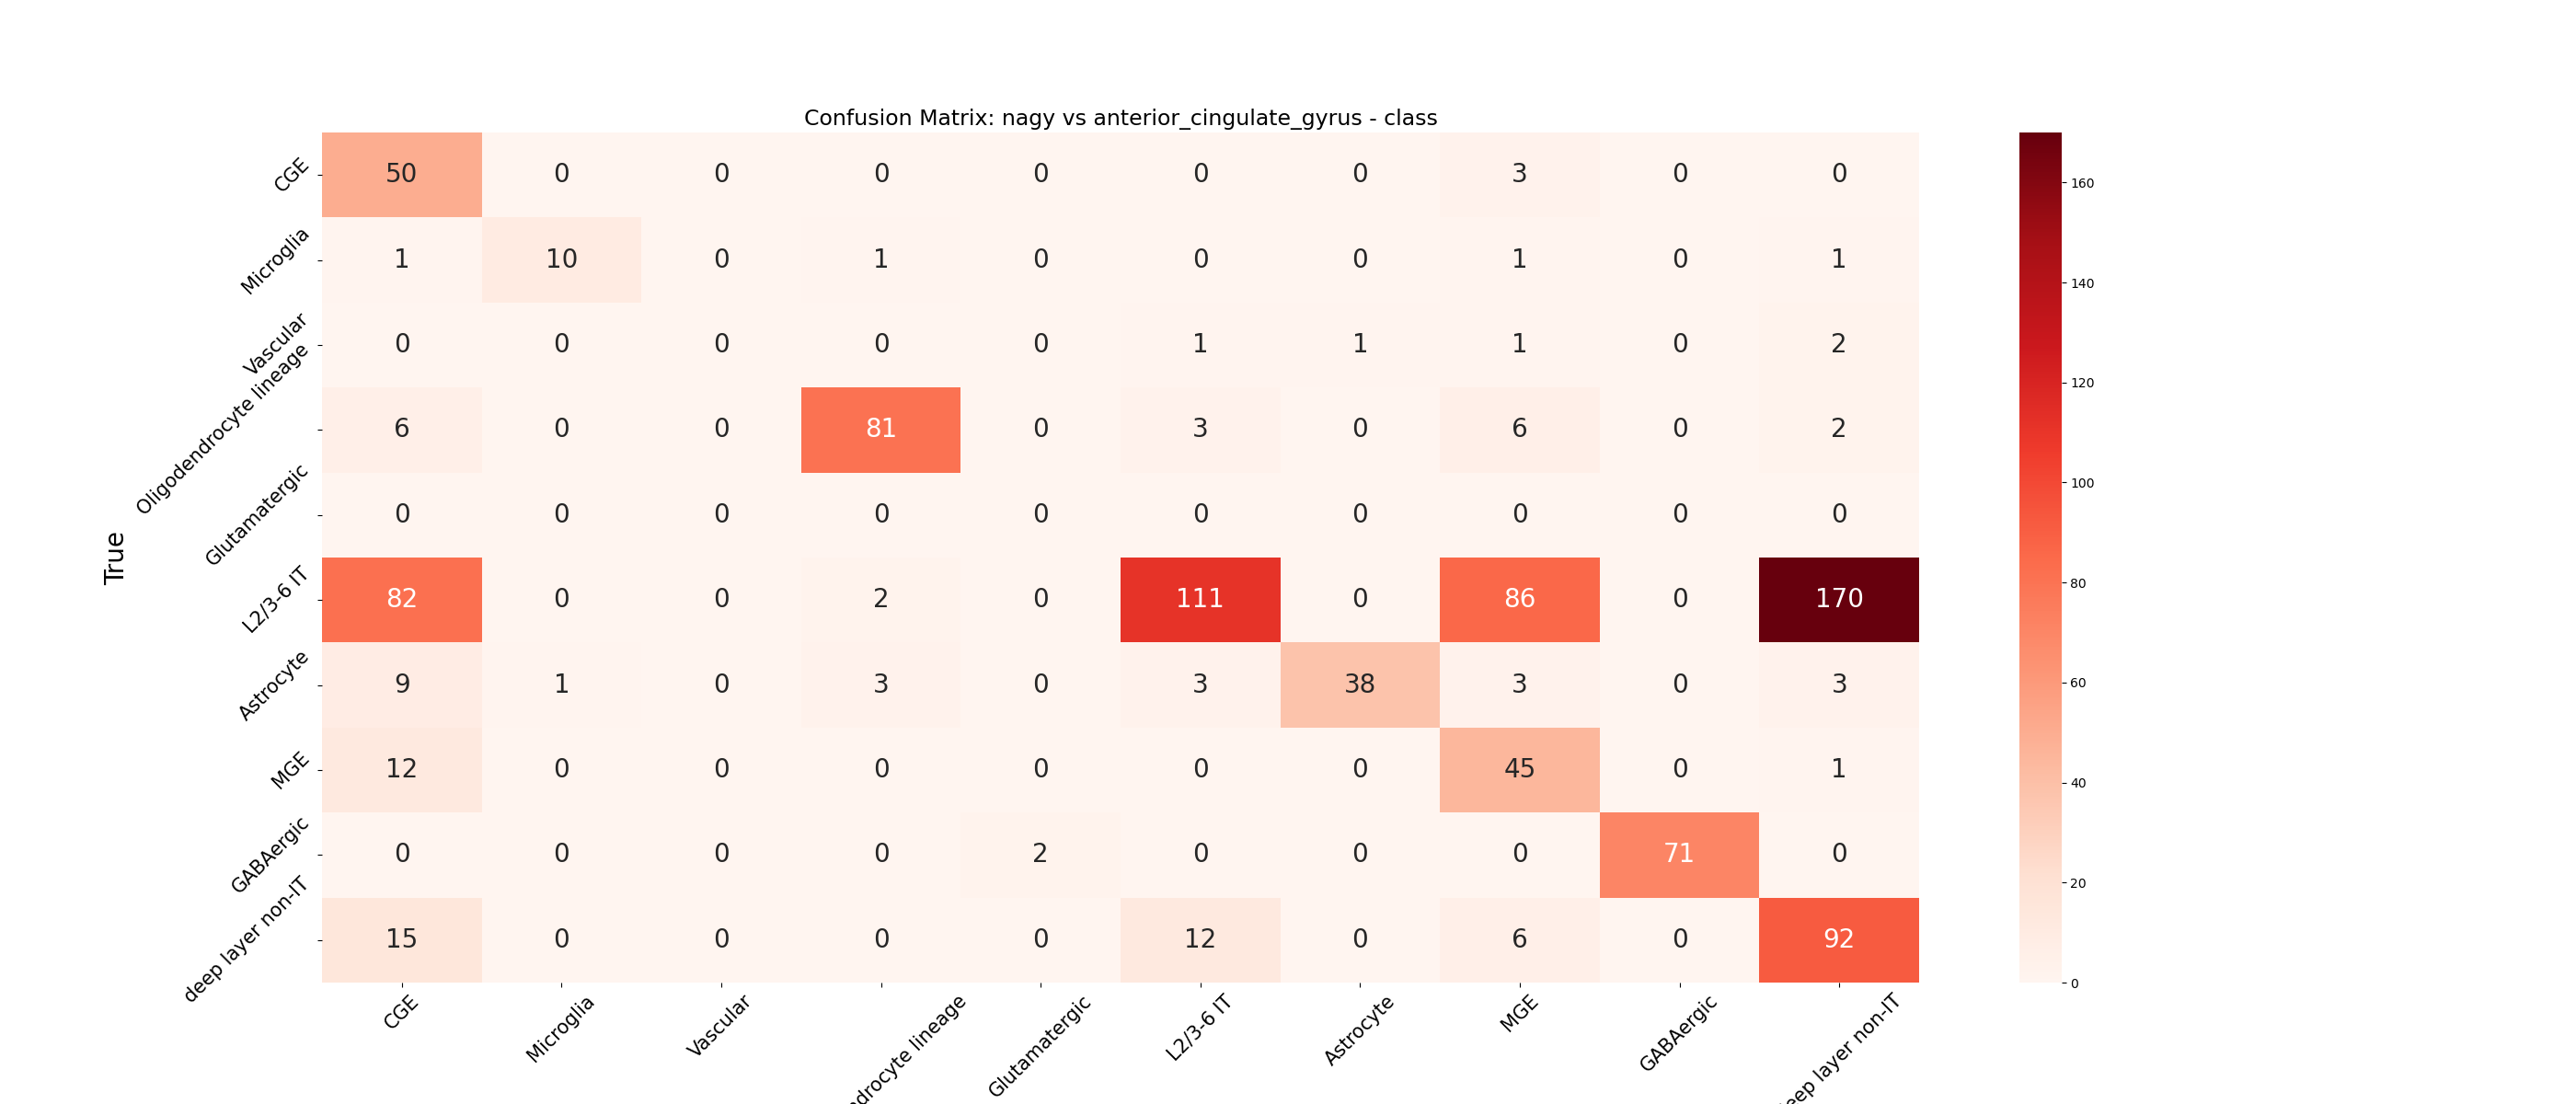 Confusion Matrix: nagy vs anterior_cingulate_gyrus - class
True
CGE 50 0 0 0 0 0 0 3 0 0
Microglia 1 10 0 1 0 0 0 1 0 1
Vascular 0 0 0 0 0 1 1 1 0 2
Oligodendrocyte lineage 6 0 0 81 0 3 0 6 0 2
Glutamatergic 0 0 0 0 0 0 0 0 0 0
L2/3-6 IT 82 0 0 2 0 111 0 86 0 170
Astrocyte 9 1 0 3 0 3 38 3 0 3
MGE 12 0 0 0 0 0 0 45 0 1
GABAergic 0 0 0 0 2 0 0 0 71 0
deep layer non-IT 15 0 0 0 0 12 0 6 0 92
CGE Microglia Vascular ndrocyte lineage Glutamatergic L2/3-6 IT Astrocyte MGE GABAergic eep layer non-IT
160
140
120
100
80
60
40
20
0